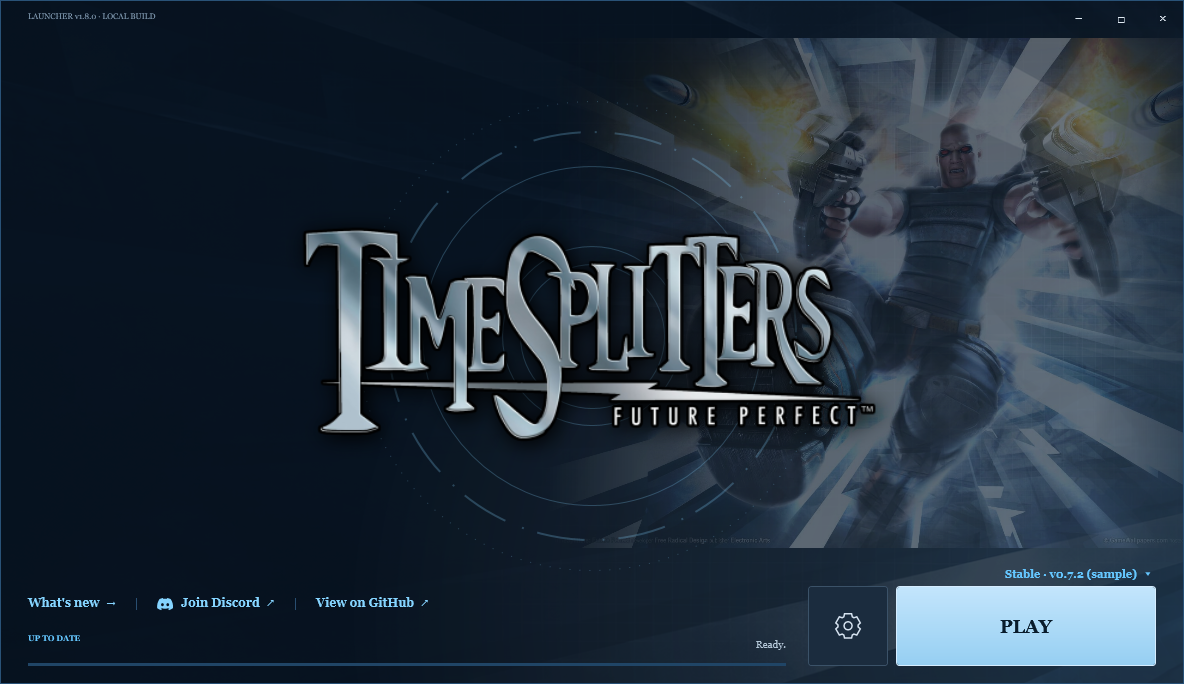 LAUNCHER v1.8.0 · LOCAL BUILD
TIMESPLITTERS
FUTURE PERFECT™
Stable · v0.7.2 (sample)
What's new →
Join Discord ↗
View on GitHub ↗
PLAY
UP TO DATE
Ready.